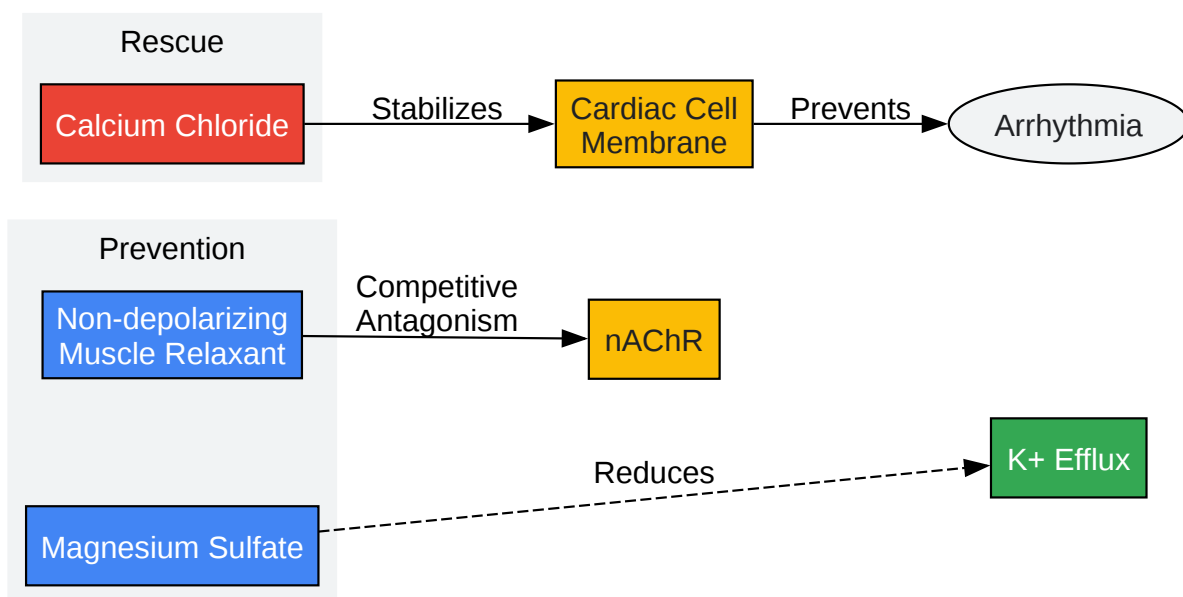 Rescue
Calcium Chloride
Stabilizes
Cardiac Cell
Membrane
Prevents
Arrhythmia
Prevention
Non-depolarizing
Muscle Relaxant
Competitive
Antagonism
nAChR
Magnesium Sulfate
Reduces
K+ Efflux